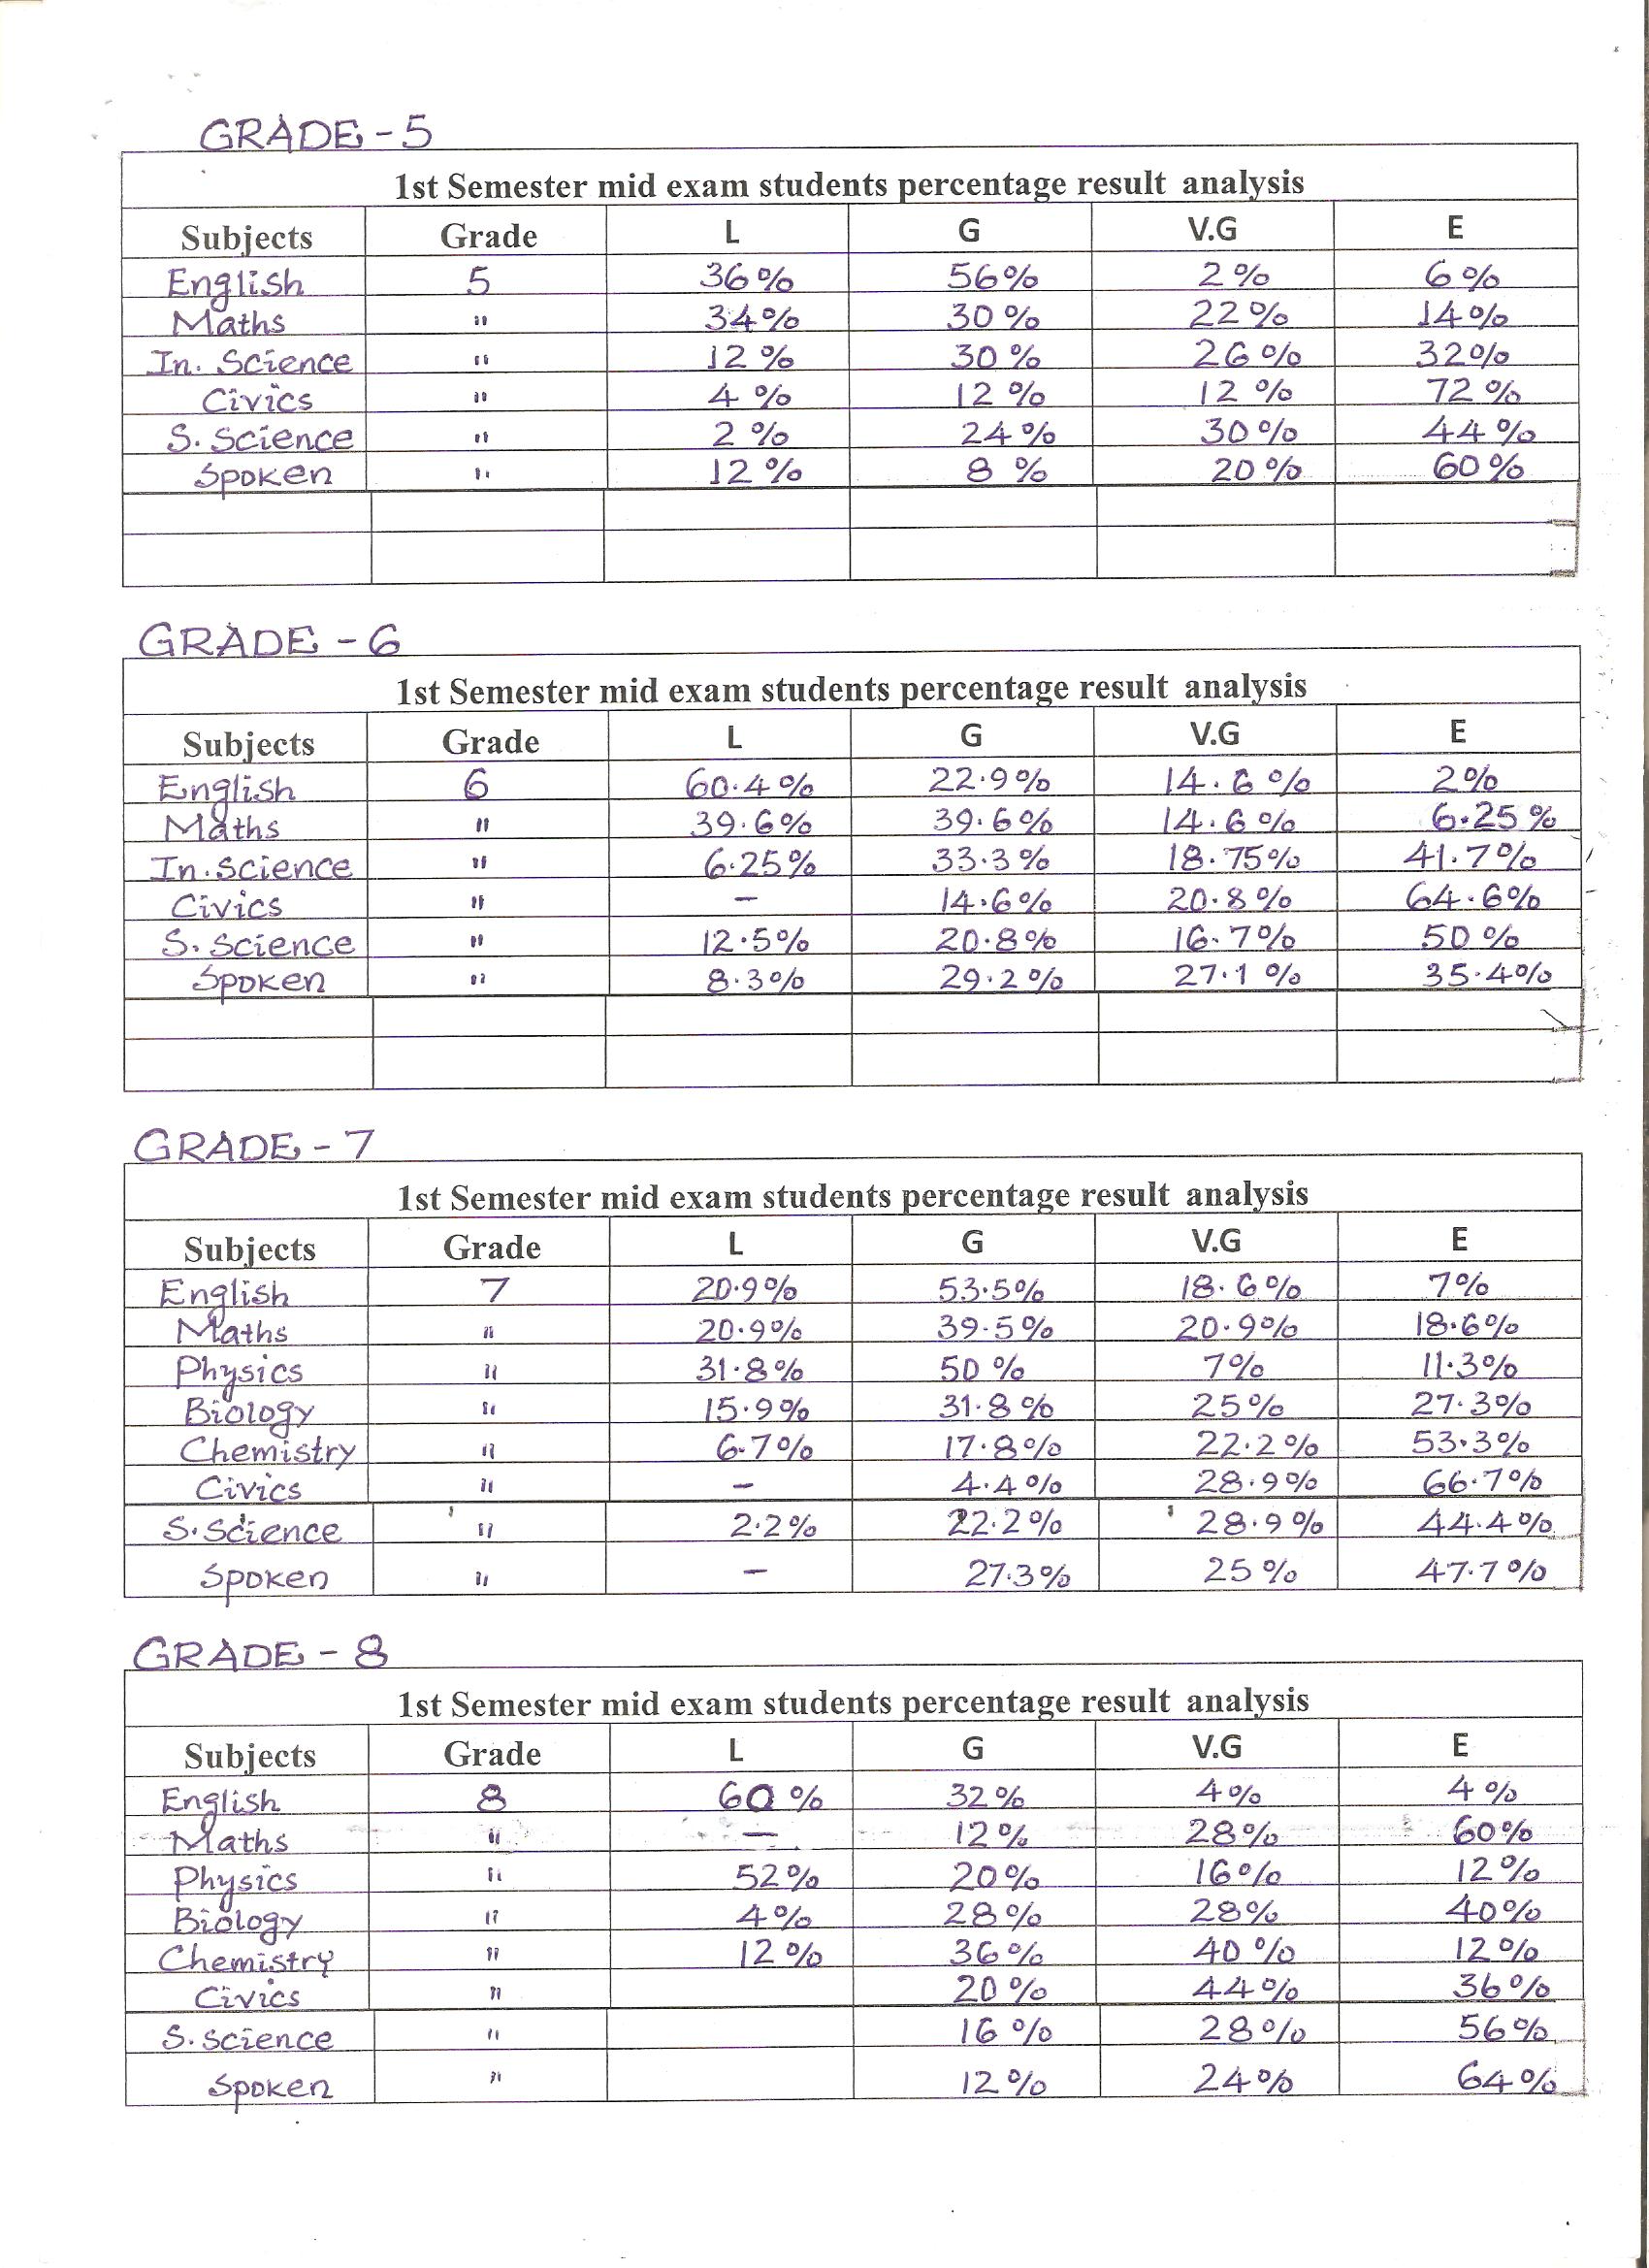 GRADE - 5
1st Semester mid exam students percentage result analysis
Subjects Grade L G V.G E
English 5 36% 56% 2% 6%
Maths " 34% 30% 22% 14%
In. Science " 12% 30% 26% 32%
Civics " 4% 12% 12% 72%
S. Science " 2% 24% 30% 44%
Spoken " 12% 8% 20% 60%
GRADE - 6
1st Semester mid exam students percentage result analysis
Subjects Grade L G V.G E
English 6 60.4% 22.9% 14.6% 2%
Maths " 39.6% 39.6% 14.6% 6.25%
In. Science " 6.25% 33.3% 18.75% 41.7%
Civics " - 14.6% 20.8% 64.6%
S. Science " 12.5% 20.8% 16.7% 50%
Spoken " 8.3% 29.2% 27.1% 35.4%
GRADE - 7
1st Semester mid exam students percentage result analysis
Subjects Grade L G V.G E
English 7 20.9% 53.5% 18.6% 7%
Maths " 20.9% 39.5% 20.9% 18.6%
Physics " 31.8% 50% 7% 11.3%
Biology " 15.9% 31.8% 25% 27.3%
Chemistry " 6.7% 17.8% 22.2% 53.3%
Civics " - 4.4% 28.9% 66.7%
S. Science " 2.2% 22.2% 28.9% 44.4%
Spoken " - 27.3% 25% 47.7%
GRADE - 8
1st Semester mid exam students percentage result analysis
Subjects Grade L G V.G E
English 8 60% 32% 4% 4%
Maths " - 12% 28% 60%
Physics " 52% 20% 16% 12%
Biology " 4% 28% 28% 40%
Chemistry " 12% 36% 40% 12%
Civics " 20% 44% 36%
S. Science " 16% 28% 56%
Spoken " 12% 24% 64%